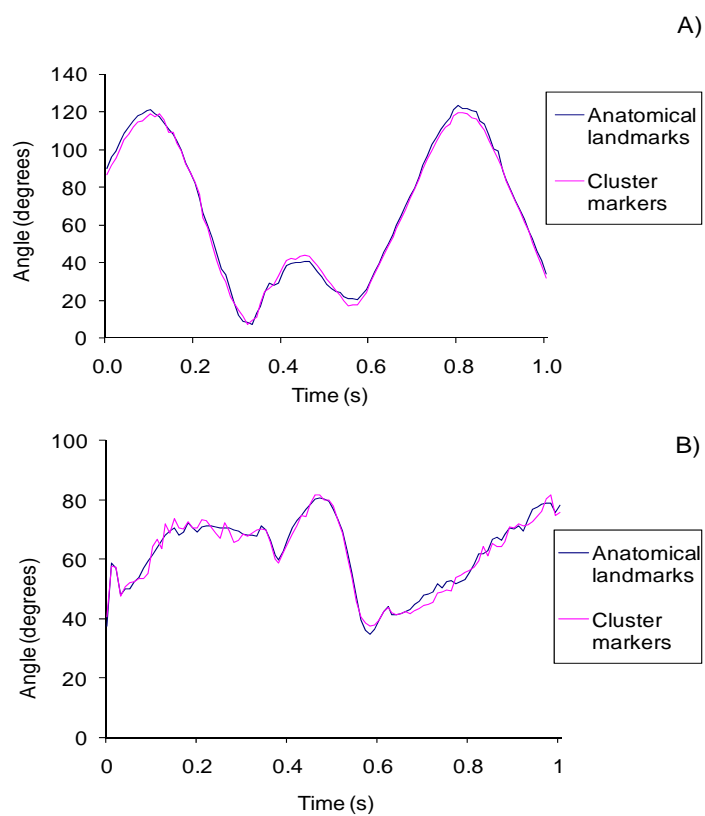 A)
140
120
100
80
60
40
20
0
Angle (degrees)
0.0 0.2 0.4 0.6 0.8 1.0
Time (s)
Anatomical
landmarks
Cluster
markers
B)
100
80
60
40
20
0
Angle (degrees)
0 0.2 0.4 0.6 0.8 1
Time (s)
Anatomical
landmarks
Cluster
markers